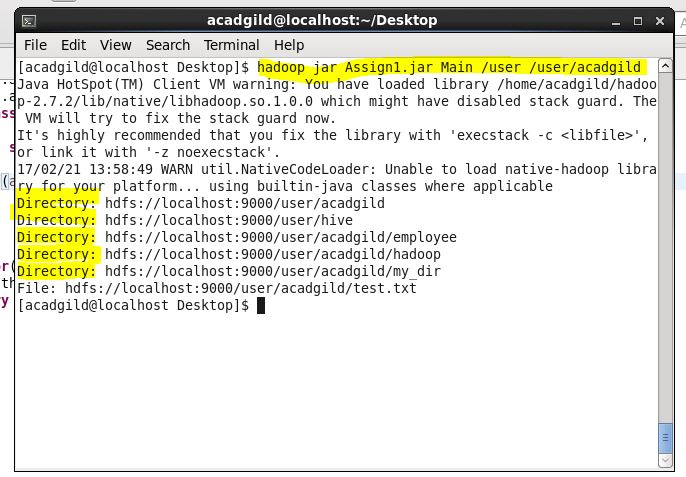 acadgild@localhost:~/Desktop
File Edit View Search Terminal Help
[acadgild@localhost Desktop]$ hadoop jar Assign1.jar Main /user /user/acadgild
Java HotSpot(TM) Client VM warning: You have loaded library /home/acadgild/hadoo
p-2.7.2/lib/native/libhadoop.so.1.0.0 which might have disabled stack guard. The
 VM will try to fix the stack guard now.
It's highly recommended that you fix the library with 'execstack -c <libfile>',
or link it with '-z noexecstack'.
17/02/21 13:58:49 WARN util.NativeCodeLoader: Unable to load native-hadoop libra
ry for your platform... using builtin-java classes where applicable
Directory: hdfs://localhost:9000/user/acadgild
Directory: hdfs://localhost:9000/user/hive
Directory: hdfs://localhost:9000/user/acadgild/employee
Directory: hdfs://localhost:9000/user/acadgild/hadoop
Directory: hdfs://localhost:9000/user/acadgild/my_dir
File: hdfs://localhost:9000/user/acadgild/test.txt
[acadgild@localhost Desktop]$